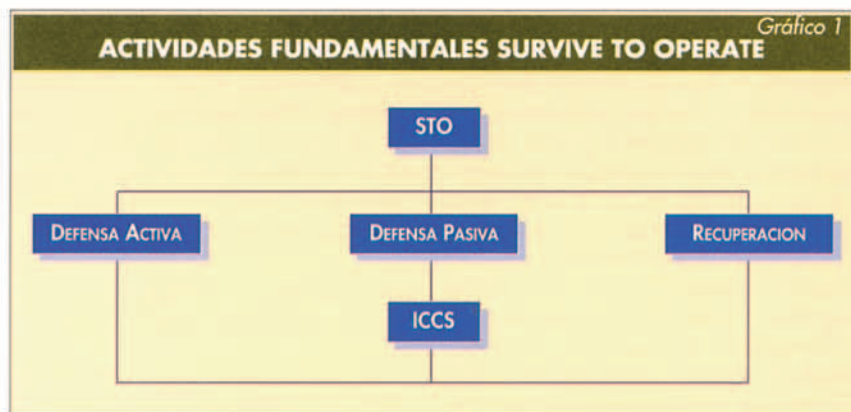 Gráfico 1
ACTIVIDADES FUNDAMENTALES SURVIVE TO OPERATE
STO
DEFENSA ACTIVA
DEFENSA PASIVA
RECUPERACION
ICCS